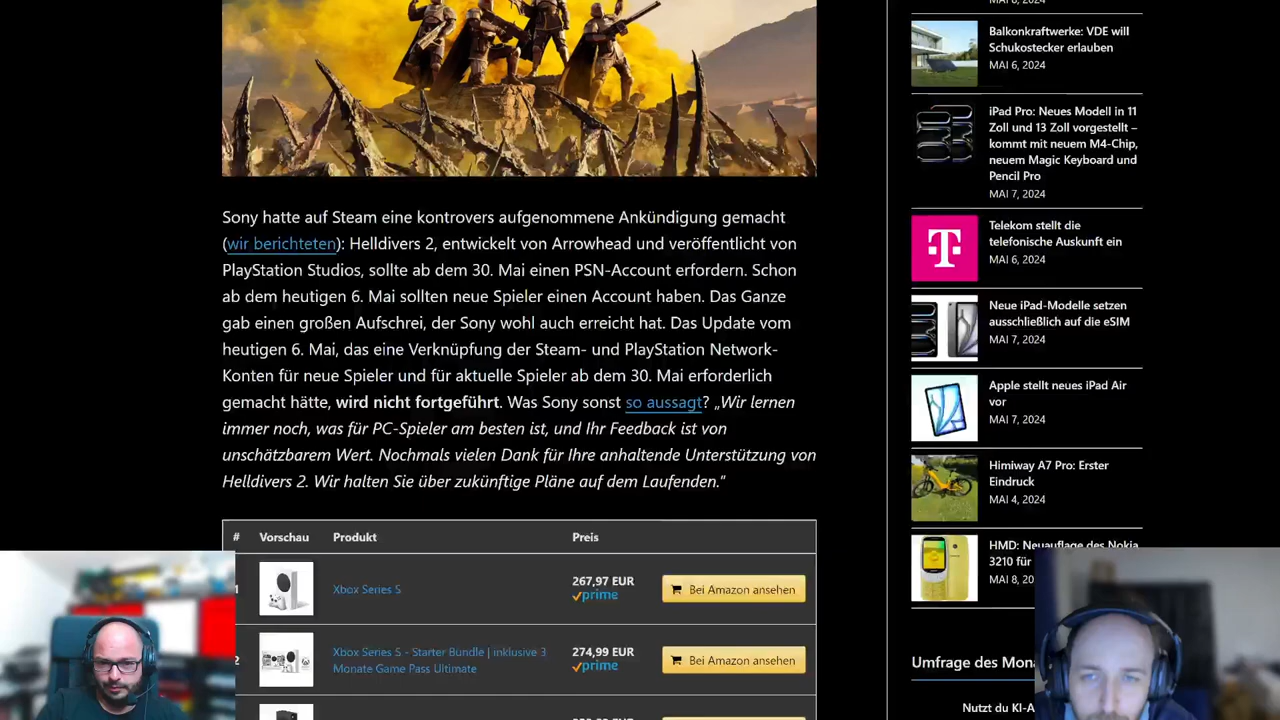 Sony hatte auf Steam eine kontrovers aufgenommene Ankündigung gemacht
(wir berichteten): Helldivers 2, entwickelt von Arrowhead und veröffentlicht von
PlayStation Studios, sollte ab dem 30. Mai einen PSN-Account erfordern. Schon
ab dem heutigen 6. Mai sollten neue Spieler einen Account haben. Das Ganze
gab einen großen Aufschrei, der Sony wohl auch erreicht hat. Das Update vom
heutigen 6. Mai, das eine Verknüpfung der Steam- und PlayStation Network-
Konten für neue Spieler und für aktuelle Spieler ab dem 30. Mai erforderlich
gemacht hätte, wird nicht fortgeführt. Was Sony sonst so aussagt? „Wir lernen
immer noch, was für PC-Spieler am besten ist, und Ihr Feedback ist von
unschätzbarem Wert. Nochmals vielen Dank für Ihre anhaltende Unterstützung von
Helldivers 2. Wir halten Sie über zukünftige Pläne auf dem Laufenden."
# Vorschau Produkt Preis
1 Xbox Series S 267,97 EUR Bei Amazon ansehen
prime
2 Xbox Series S - Starter Bundle | inklusive 3 274,99 EUR Bei Amazon ansehen
Monate Game Pass Ultimate prime
Balkonkraftwerke: VDE will
Schukostecker erlauben
MAI 6, 2024
iPad Pro: Neues Modell in 11
Zoll und 13 Zoll vorgestellt –
kommt mit neuem M4-Chip,
neuem Magic Keyboard und
Pencil Pro
MAI 7, 2024
T
Telekom stellt die
telefonische Auskunft ein
MAI 6, 2024
Neue iPad-Modelle setzen
ausschließlich auf die eSIM
MAI 7, 2024
Apple stellt neues iPad Air
vor
MAI 7, 2024
Himiway A7 Pro: Erster
Eindruck
MAI 4, 2024
HMD: Neuauflage des Nokia
3210 für
MAI 8, 20
Umfrage des Mona
Nutzt du KI-A